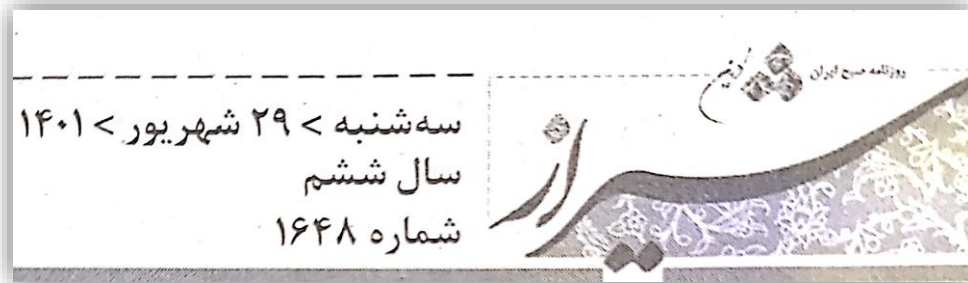 روزنامه صبح ایران
شیراز
سه‌شنبه > ۲۹ شهریور > ۱۴۰۱
سال ششم
شماره ۱۶۴۸